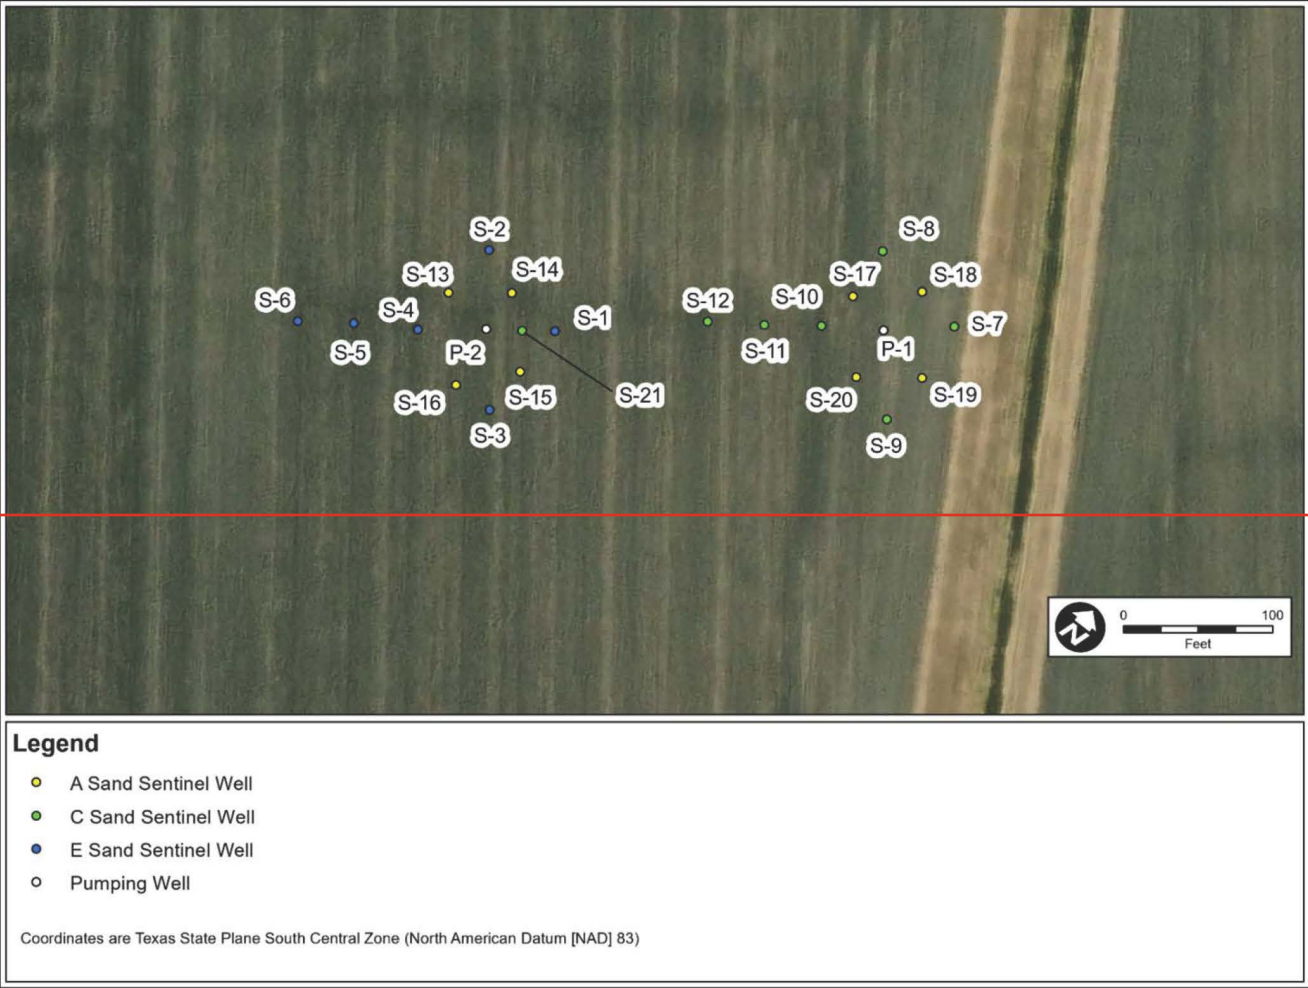 S-2
S-8
S-13
S-14
S-17
S-18
S-6
S-4
S-1
S-12
S-10
S-7
S-5
P-2
S-11
P-1
S-16
S-15
S-21
S-20
S-19
S-3
S-9
N
0 100
Feet
Legend
A Sand Sentinel Well
C Sand Sentinel Well
E Sand Sentinel Well
Pumping Well
Coordinates are Texas State Plane South Central Zone (North American Datum [NAD] 83)